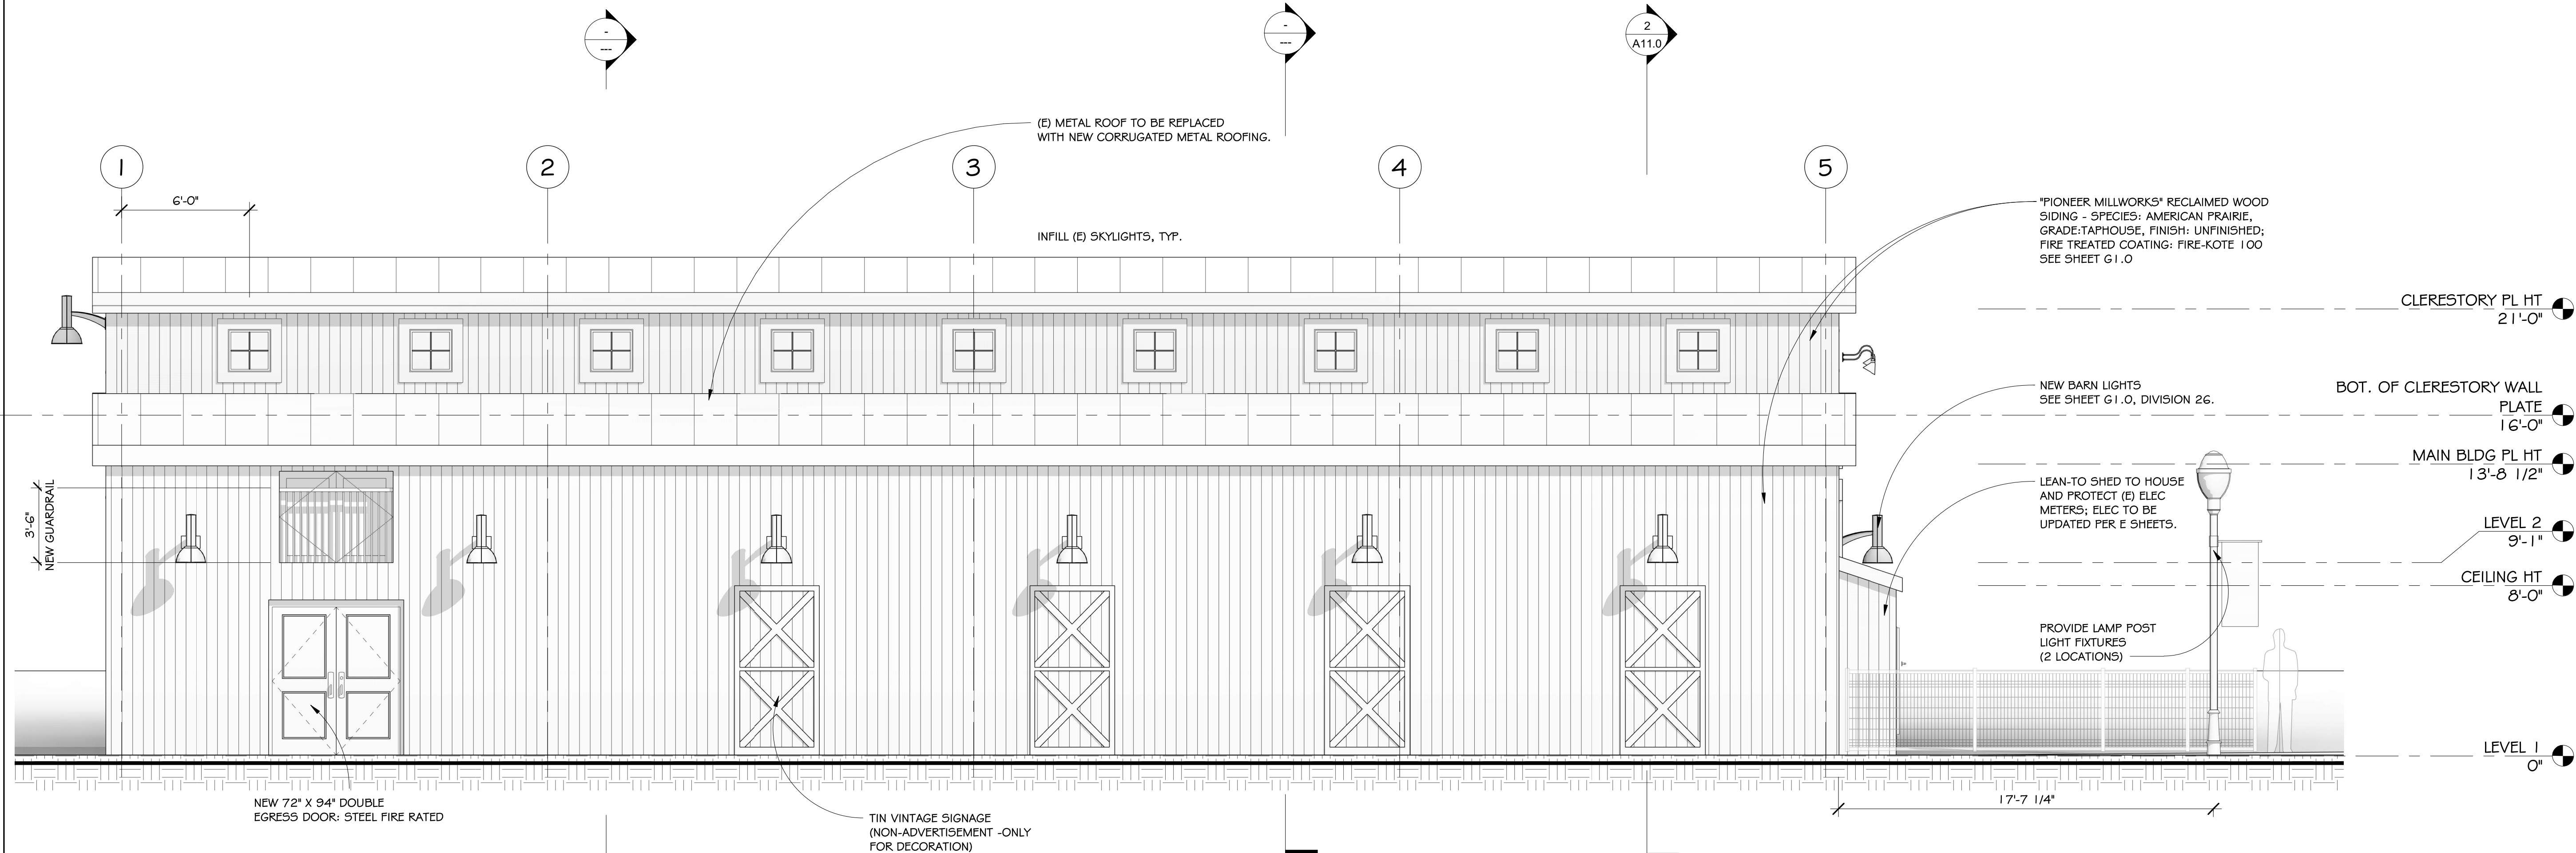 -
---
-
---
2
A11.0
(E) METAL ROOF TO BE REPLACED
WITH NEW CORRUGATED METAL ROOFING.
1
2
3
4
5
6'-0"
INFILL (E) SKYLIGHTS, TYP.
"PIONEER MILLWORKS" RECLAIMED WOOD
SIDING - SPECIES: AMERICAN PRAIRIE,
GRADE:TAPHOUSE, FINISH: UNFINISHED;
FIRE TREATED COATING: FIRE-KOTE 100
SEE SHEET G1.0
CLERESTORY PL HT
21'-0"
NEW BARN LIGHTS
SEE SHEET G1.0, DIVISION 26.
BOT. OF CLERESTORY WALL
PLATE
16'-0"
MAIN BLDG PL HT
13'-8 1/2"
LEAN-TO SHED TO HOUSE
AND PROTECT (E) ELEC
METERS; ELEC TO BE
UPDATED PER E SHEETS.
3'-6"
NEW GUARDRAIL
LEVEL 2
9'-1"
CEILING HT
8'-0"
PROVIDE LAMP POST
LIGHT FIXTURES
(2 LOCATIONS)
LEVEL 1
0"
NEW 72" X 94" DOUBLE
EGRESS DOOR: STEEL FIRE RATED
TIN VINTAGE SIGNAGE
(NON-ADVERTISEMENT -ONLY
FOR DECORATION)
17'-7 1/4"